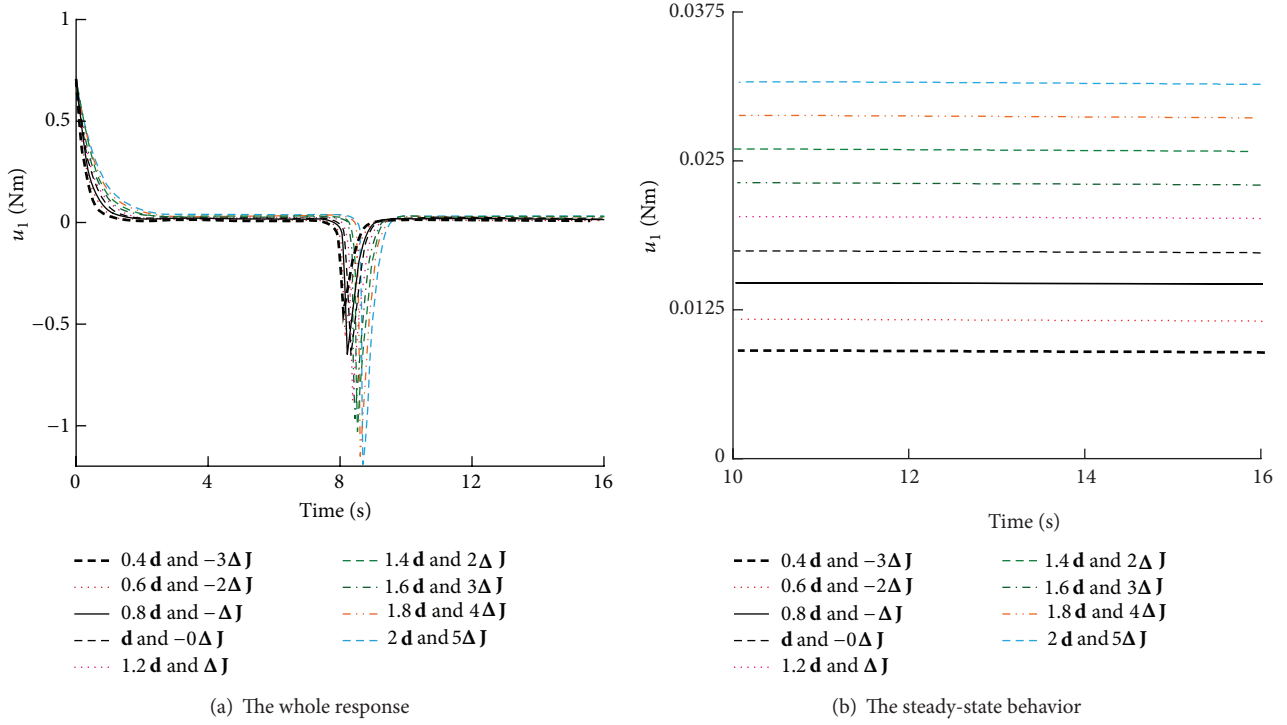 1
0.5
0
−0.5
−1
u1 (Nm)
0 4 8 12 16
Time (s)
0.4 d and −3Δ J
0.6 d and −2Δ J
0.8 d and −Δ J
d and −0Δ J
1.2 d and Δ J
1.4 d and 2Δ J
1.6 d and 3Δ J
1.8 d and 4Δ J
2 d and 5Δ J
(a) The whole response
0.0375
0.025
0.0125
0
u1 (Nm)
10 12 14 16
Time (s)
0.4 d and −3Δ J
0.6 d and −2Δ J
0.8 d and −Δ J
d and −0Δ J
1.2 d and Δ J
1.4 d and 2Δ J
1.6 d and 3Δ J
1.8 d and 4Δ J
2 d and 5Δ J
(b) The steady-state behavior